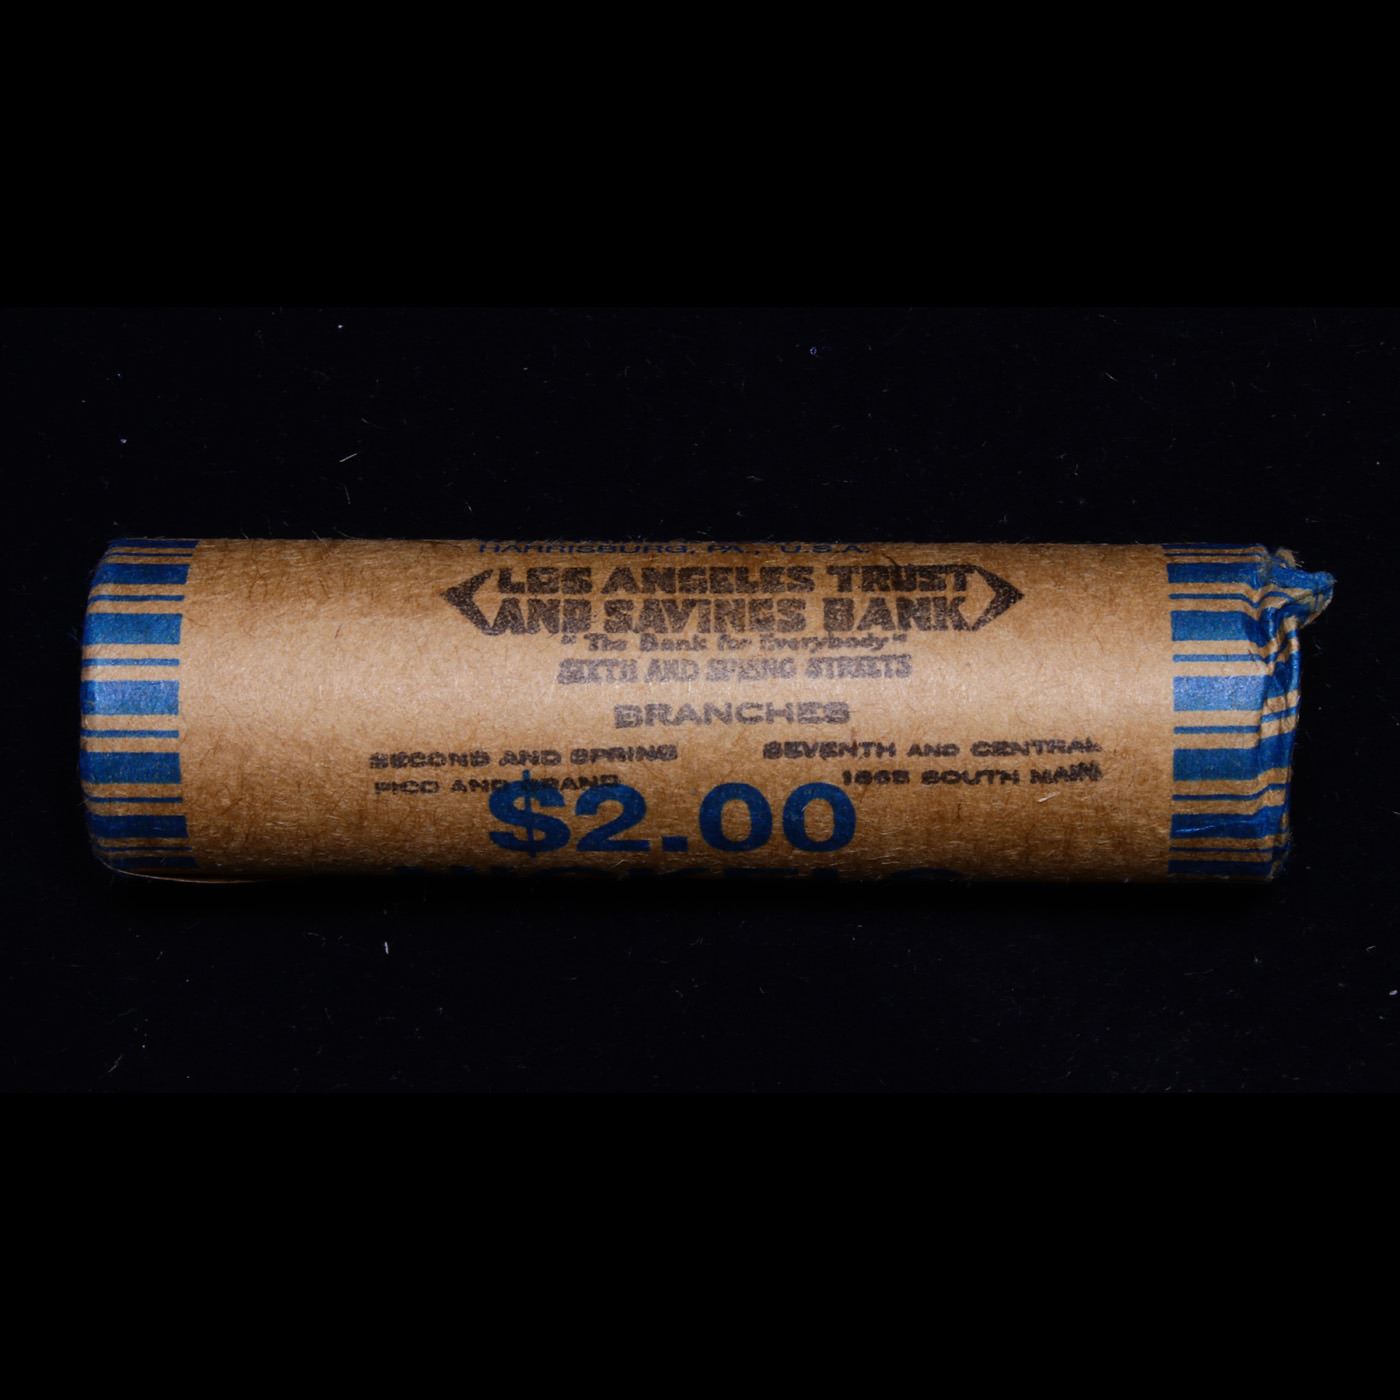 HARRISBURG, PA., U.S.A.
LOS ANGELES TRUST
AND SAVINGS BANK
"The Bank for Everybody"
SIXTH AND SPRING STREETS
BRANCHES
SECOND AND SPRING SEVENTH AND CENTRAL
PICO AND GRAND SOUTH MAIN
$2.00
NICKELS